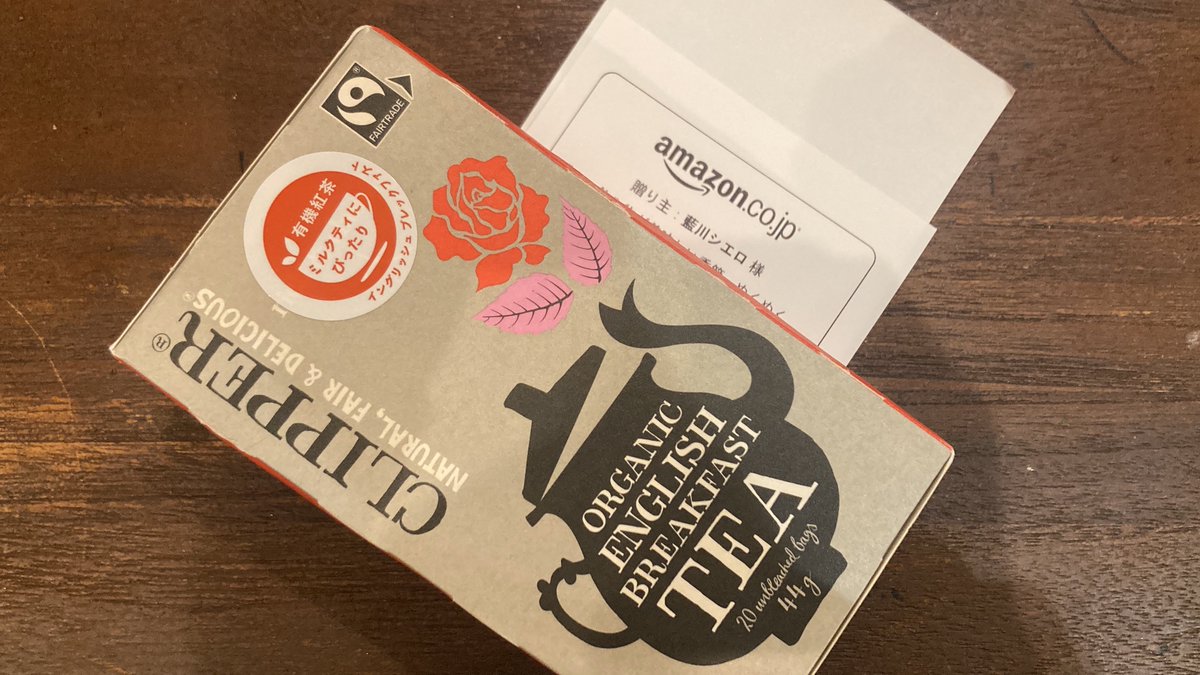 FAIRTRADE
有機紅茶
ミルクティに
ぴったり
イングリッシュ ブレックファスト
CLIPPER®
NATURAL, FAIR & DELICIOUS®
ORGANIC
ENGLISH
BREAKFAST
TEA
20 unbleached bags
44 g
amazon.co.jp
贈り主：藍川シエロ 様